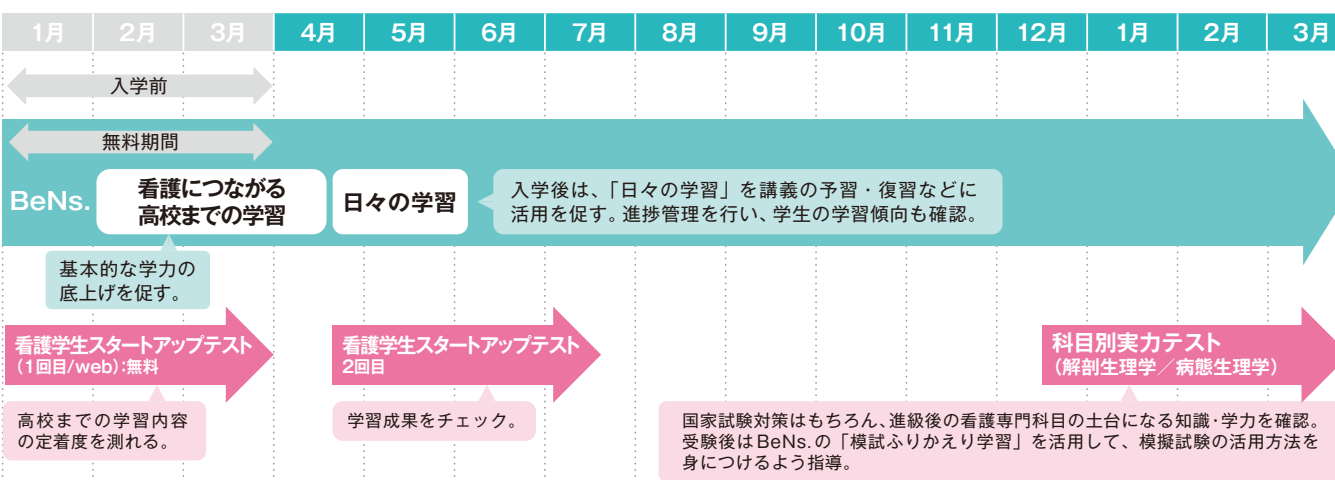 1月 2月 3月 4月 5月 6月 7月 8月 9月 10月 11月 12月 1月 2月 3月
入学前
無料期間
BeNs.
看護につながる
高校までの学習
日々の学習
入学後は、「日々の学習」を講義の予習・復習などに
活用を促す。進捗管理を行い、学生の学習傾向も確認。
基本的な学力の
底上げを促す。
看護学生スタートアップテスト
（1回目/web）:無料
高校までの学習内容
の定着度を測れる。
看護学生スタートアップテスト
2回目
学習成果をチェック。
科目別実力テスト
（解剖生理学／病態生理学）
国家試験対策はもちろん、進級後の看護専門科目の土台になる知識・学力を確認。
受験後はBeNs.の「模試ふりかえり学習」を活用して、模擬試験の活用方法を
身につけるよう指導。